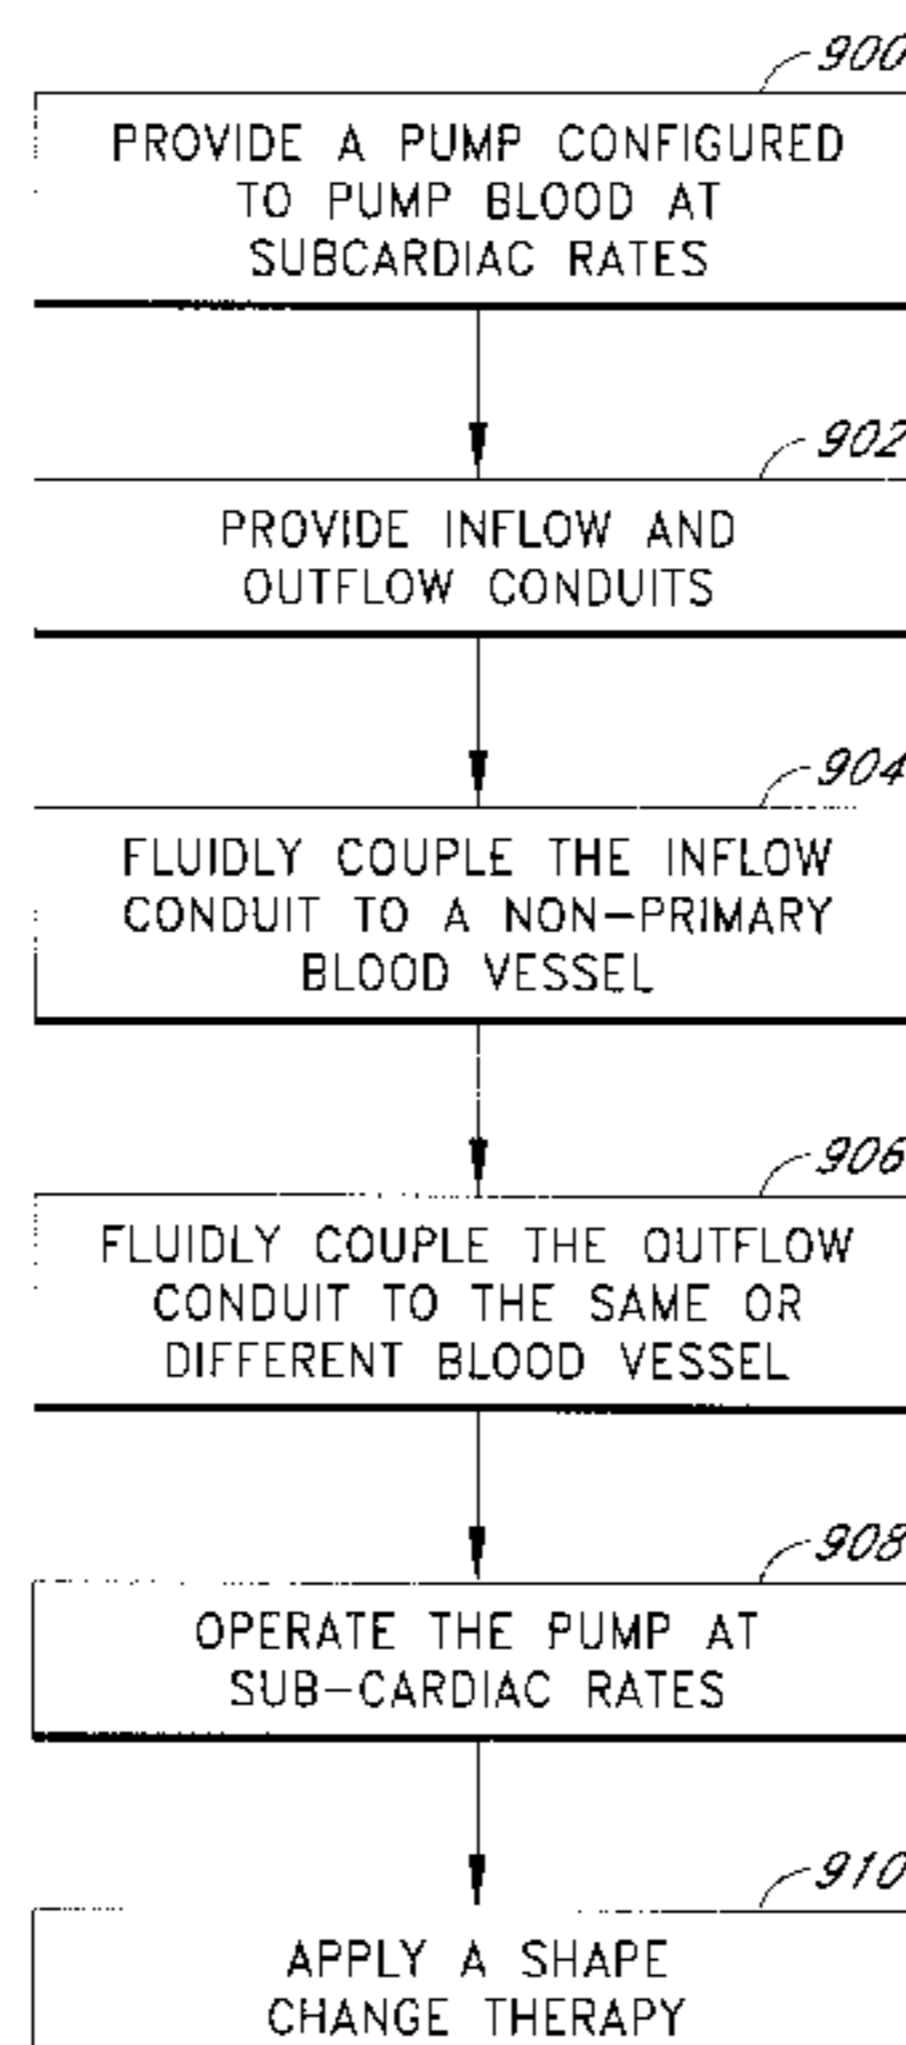 900
PROVIDE A PUMP CONFIGURED
TO PUMP BLOOD AT
SUBCARDIAC RATES
902
PROVIDE INFLOW AND
OUTFLOW CONDUITS
904
FLUIDLY COUPLE THE INFLOW
CONDUIT TO A NON-PRIMARY
BLOOD VESSEL
906
FLUIDLY COUPLE THE OUTFLOW
CONDUIT TO THE SAME OR
DIFFERENT BLOOD VESSEL
908
OPERATE THE PUMP AT
SUB-CARDIAC RATES
910
APPLY A SHAPE
CHANGE THERAPY